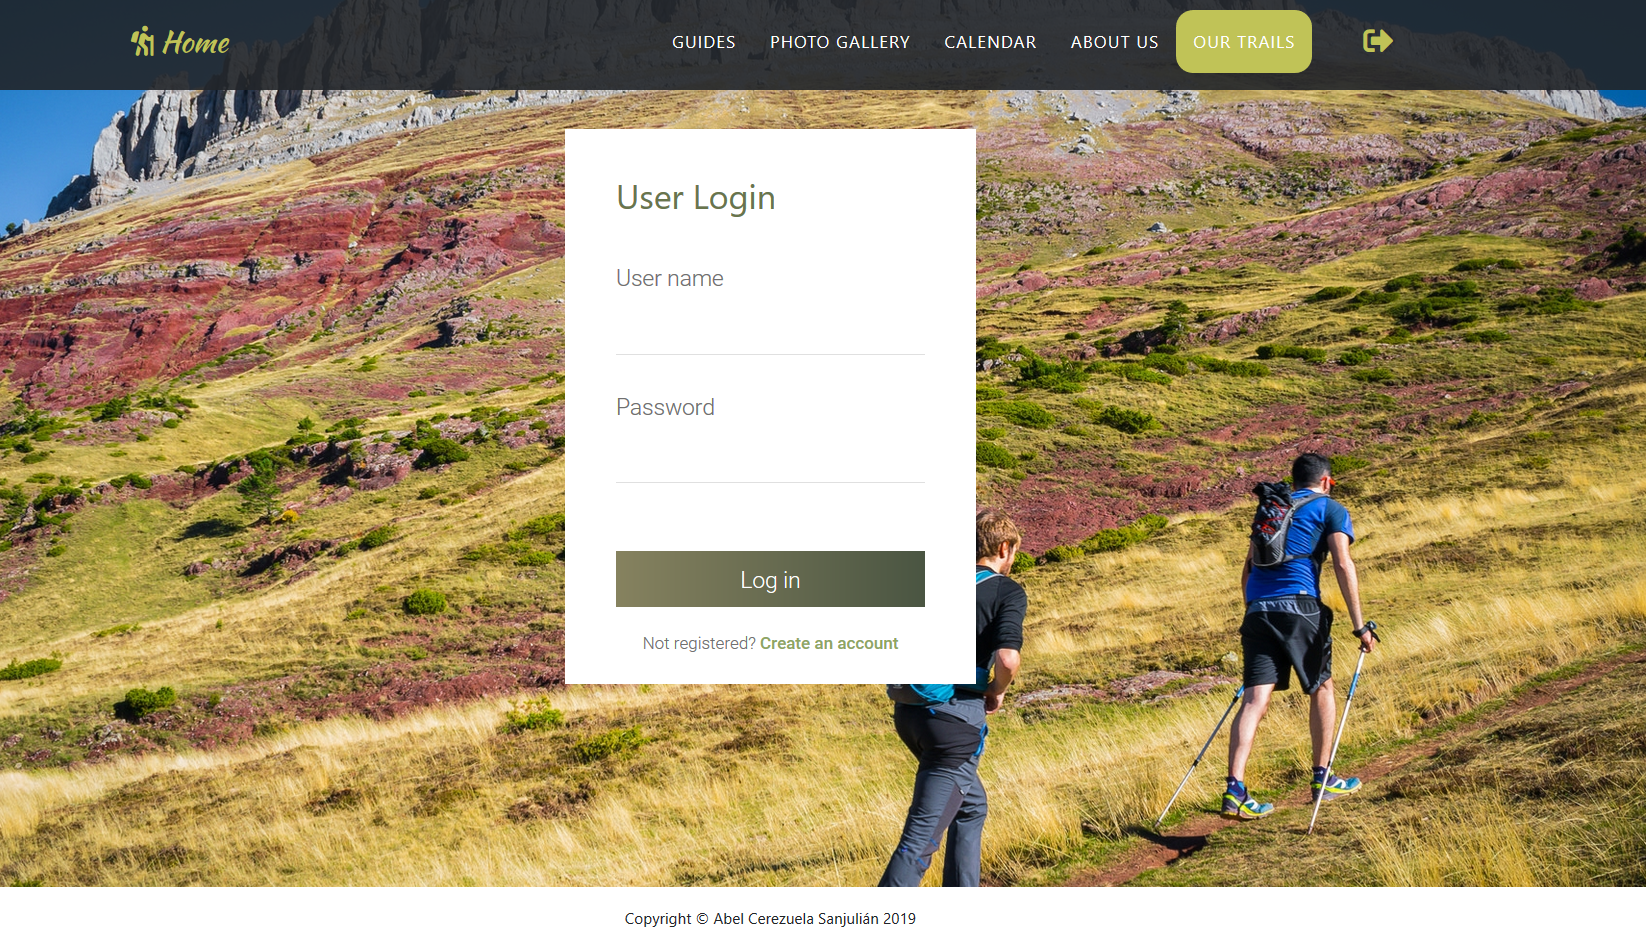 Home
GUIDES
PHOTO GALLERY
CALENDAR
ABOUT US
OUR TRAILS
User Login
User name
Password
Log in
Not registered? Create an account
Copyright © Abel Cerezuela Sanjulián 2019